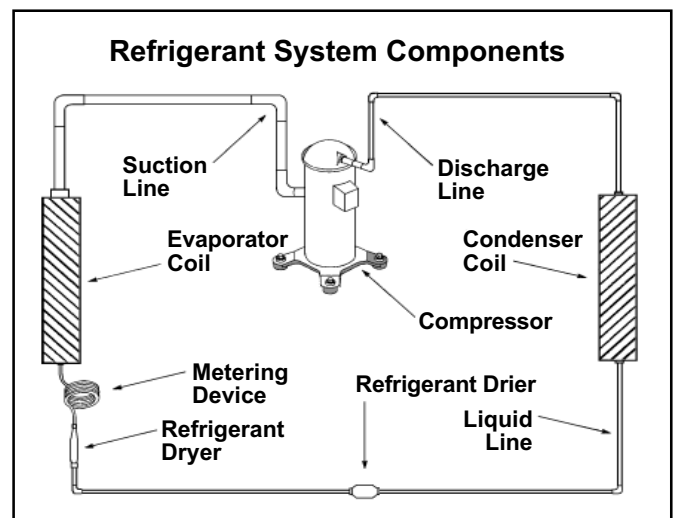 Refrigerant System Components
Suction
Line
Discharge
Line
Evaporator
Coil
Condenser
Coil
Compressor
Metering
Device
Refrigerant Drier
Refrigerant
Dryer
Liquid
Line